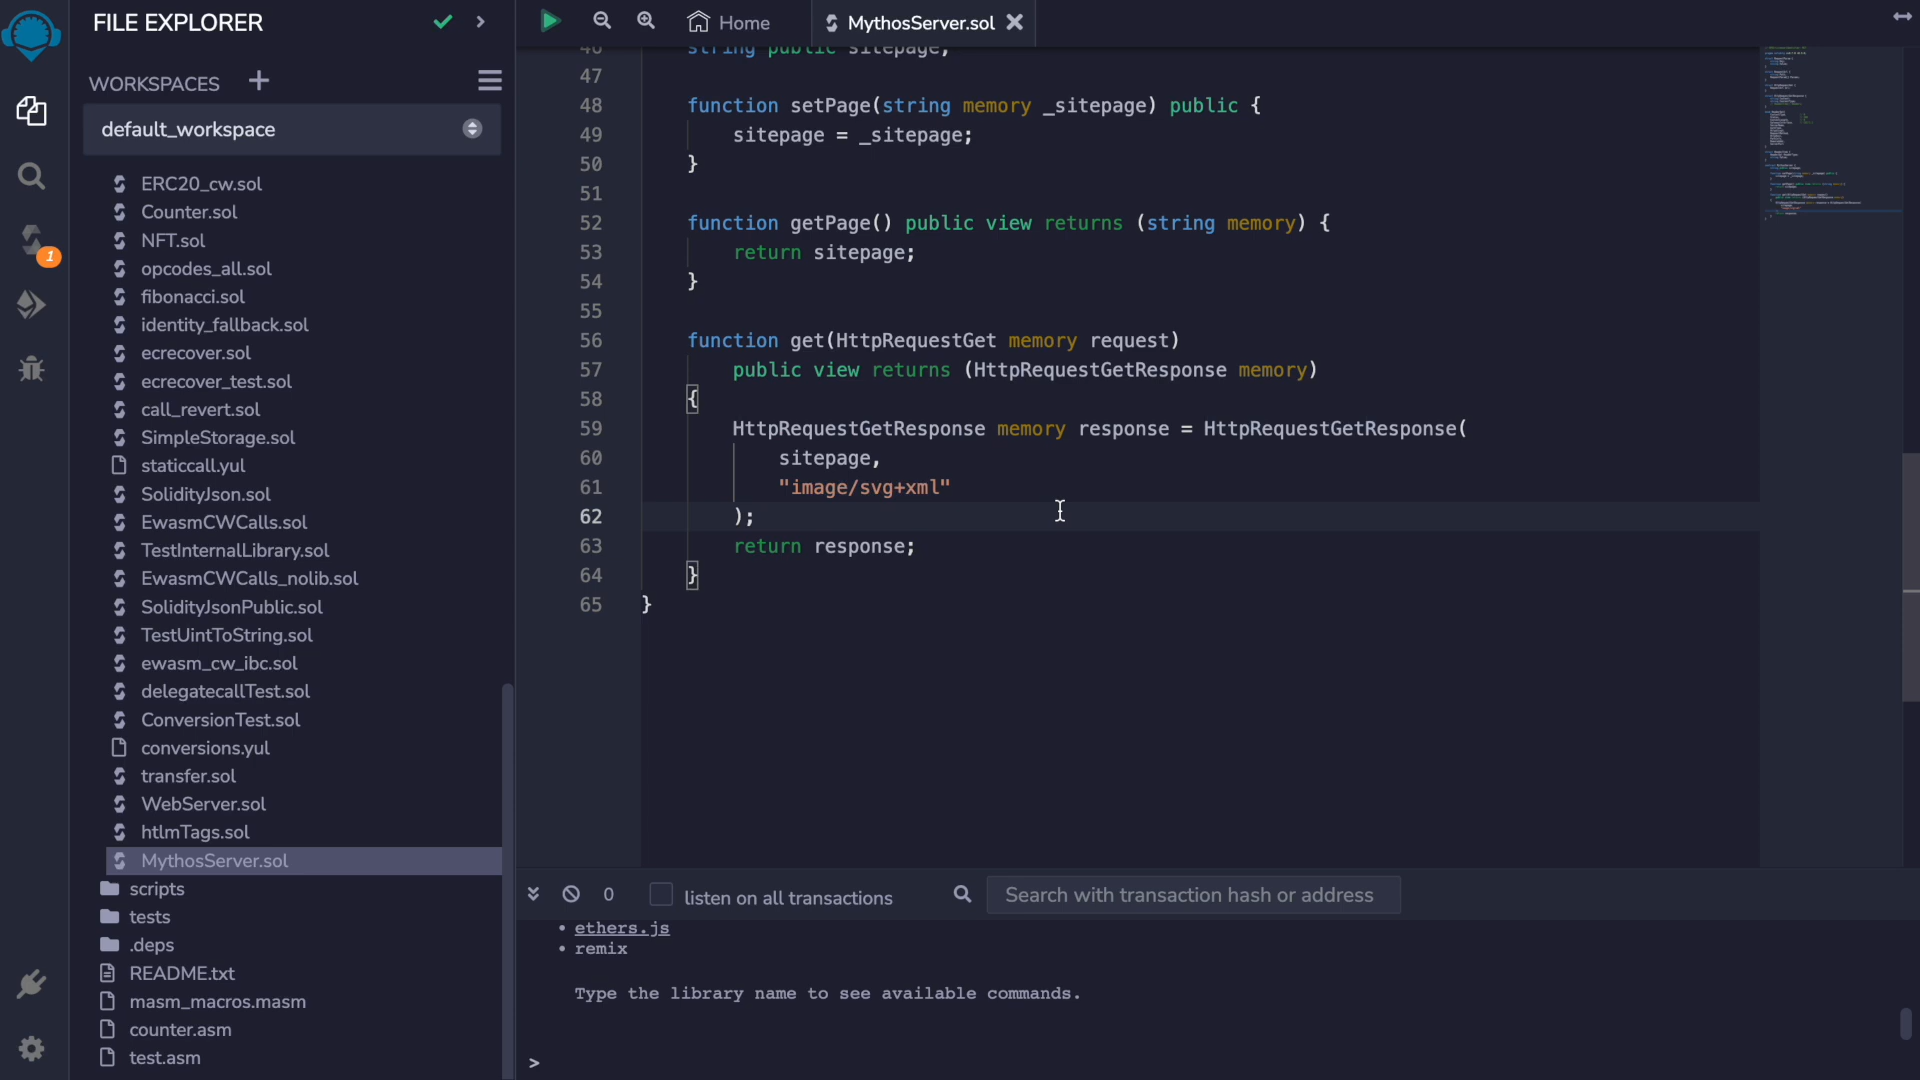 FILE EXPLORER
WORKSPACES
default_workspace
ERC20_cw.sol
Counter.sol
NFT.sol
opcodes_all.sol
1
fibonacci.sol
identity_fallback.sol
ecrecover.sol
ecrecover_test.sol
call_revert.sol
SimpleStorage.sol
staticcall.yul
SolidityJson.sol
EwasmCWCalls.sol
TestInternalLibrary.sol
EwasmCWCalls_nolib.sol
SolidityJsonPublic.sol
TestUintToString.sol
ewasm_cw_ibc.sol
delegatecallTest.sol
ConversionTest.sol
conversions.yul
transfer.sol
WebServer.sol
htlmTags.sol
MythosServer.sol
scripts
tests
.deps
README.txt
masm_macros.masm
counter.asm
test.asm
Home
MythosServer.sol
46 string public sitepage;
47
48 function setPage(string memory _sitepage) public {
49 sitepage = _sitepage;
50 }
51
52 function getPage() public view returns (string memory) {
53 return sitepage;
54 }
55
56 function get(HttpRequestGet memory request)
57 public view returns (HttpRequestGetResponse memory)
58 {
59 HttpRequestGetResponse memory response = HttpRequestGetResponse(
60 sitepage,
61 "image/svg+xml"
62 );
63 return response;
64 }
65 }
0 listen on all transactions Search with transaction hash or address
• ethers.js
• remix
Type the library name to see available commands.
>